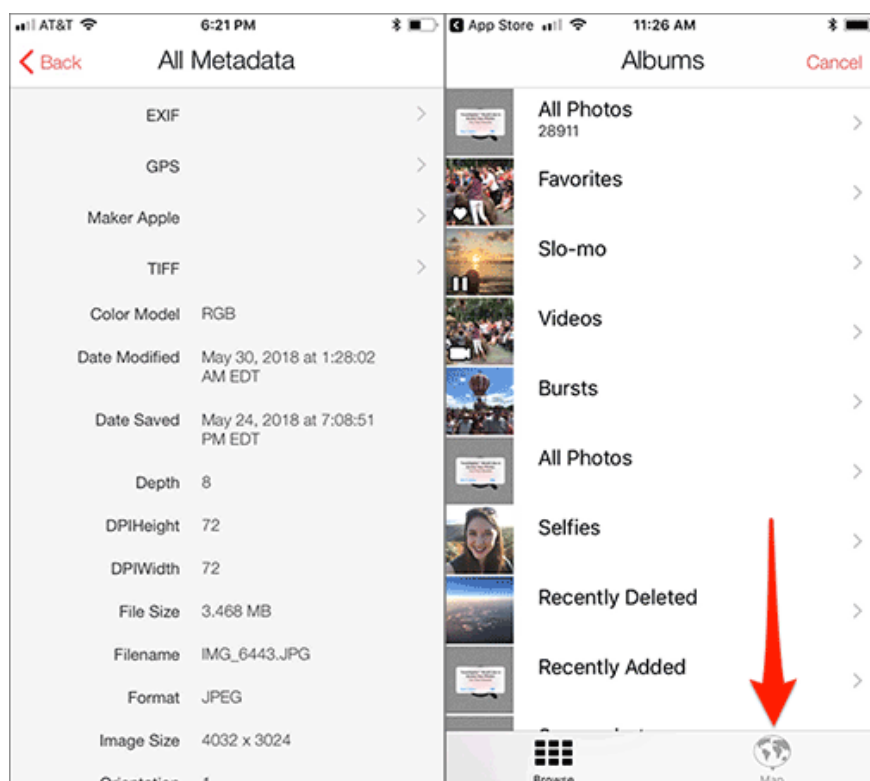 AT&T 6:21 PM
Back All Metadata
EXIF
GPS
Maker Apple
TIFF
Color Model RGB
Date Modified May 30, 2018 at 1:28:02
AM EDT
Date Saved May 24, 2018 at 7:08:51
PM EDT
Depth 8
DPIHeight 72
DPIWidth 72
File Size 3.468 MB
Filename IMG_6443.JPG
Format JPEG
Image Size 4032 x 3024
App Store 11:26 AM
Albums Cancel
All Photos
28911
Favorites
Slo-mo
Videos
Bursts
All Photos
Selfies
Recently Deleted
Recently Added
Browse Map